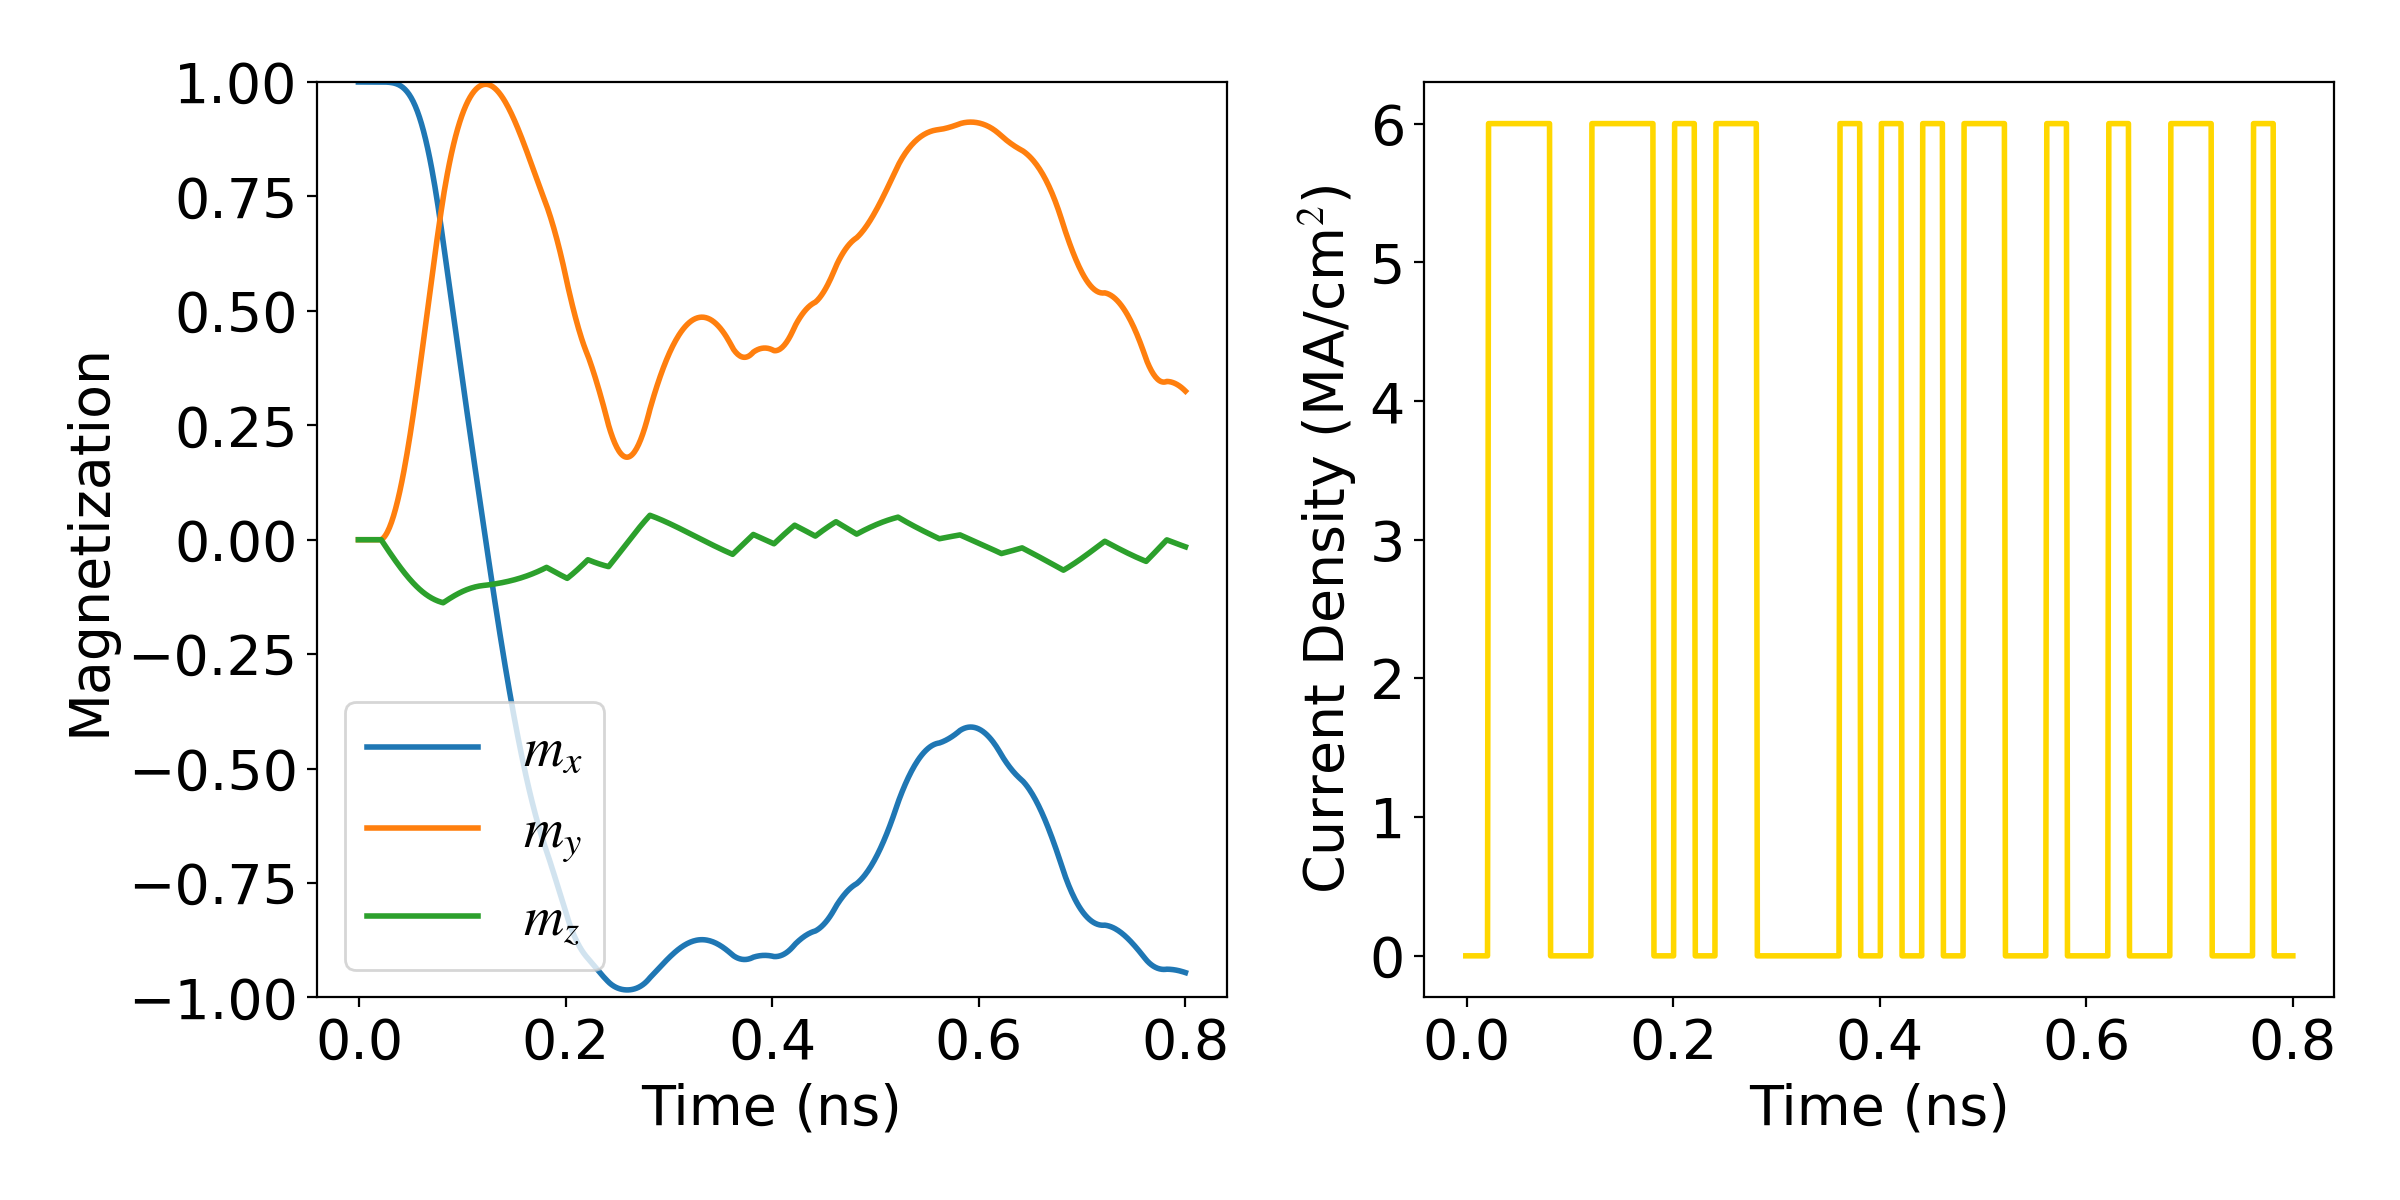 1.00
0.75
0.50
0.25
0.00
−0.25
−0.50
−0.75
−1.00
Magnetization
m_x
m_y
m_z
0.0 0.2 0.4 0.6 0.8
Time (ns)
6
5
4
3
2
1
0
Current Density (MA/cm²)
0.0 0.2 0.4 0.6 0.8
Time (ns)